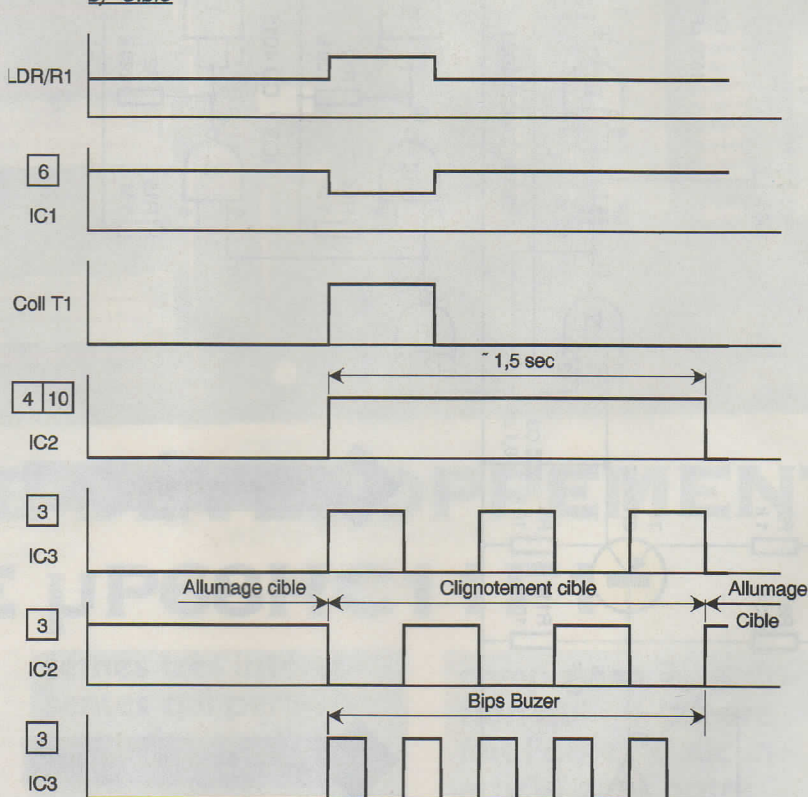 b) Cible
LDR/R1
6
IC1
Coll T1
~ 1,5 sec
4 10
IC2
3
IC3
Allumage cible
Clignotement cible
Allumage
Cible
3
IC2
Bips Buzer
3
IC3